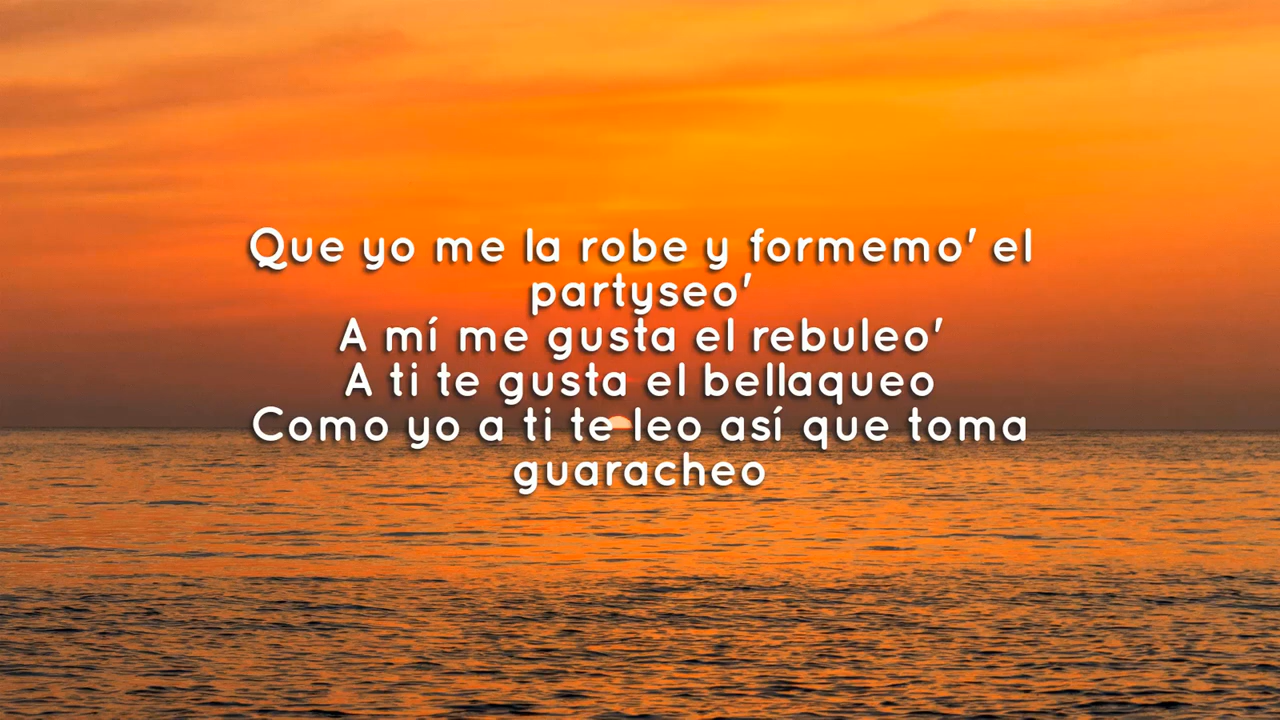 Que yo me la robe y formemo' el
partyseo'
A mí me gusta el rebuleo'
A ti te gusta el bellaqueo
Como yo a ti te leo así que toma
guaracheo